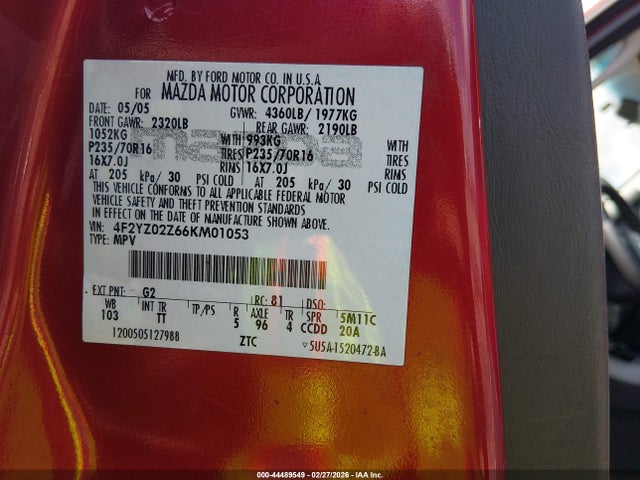 MFD. BY FORD MOTOR CO. IN U.S.A.
FOR MAZDA MOTOR CORPORATION
DATE: 05/05 GVWR: 4360LB/ 1977KG
FRONT GAWR: 2320LB REAR GAWR: 2190LB
1052KG WITH 993KG WITH
P235/70R16 TIRES P235/70R16 TIRES
16X7.0J RIMS 16X7.0J RIMS
AT 205 kPa/ 30 PSI COLD AT 205 kPa/ 30 PSI COLD
THIS VEHICLE CONFORMS TO ALL APPLICABLE FEDERAL MOTOR
VEHICLE SAFETY AND THEFT PREVENTION STANDARDS
IN EFFECT ON THE DATE OF MANUFACTURE SHOWN ABOVE.
VIN: 4F2YZ02Z66KM01053
TYPE: MPV
EXT PNT: G2 RC: 81 DSO:
WB INT TR TP/PS R AXLE TR SPR 5M11C
103 TT 5 96 4 CCDD 20A
1200505127988 ZTC 5U5A-1520472-BA
000-44489549 - 02/27/2026 - IAA Inc.